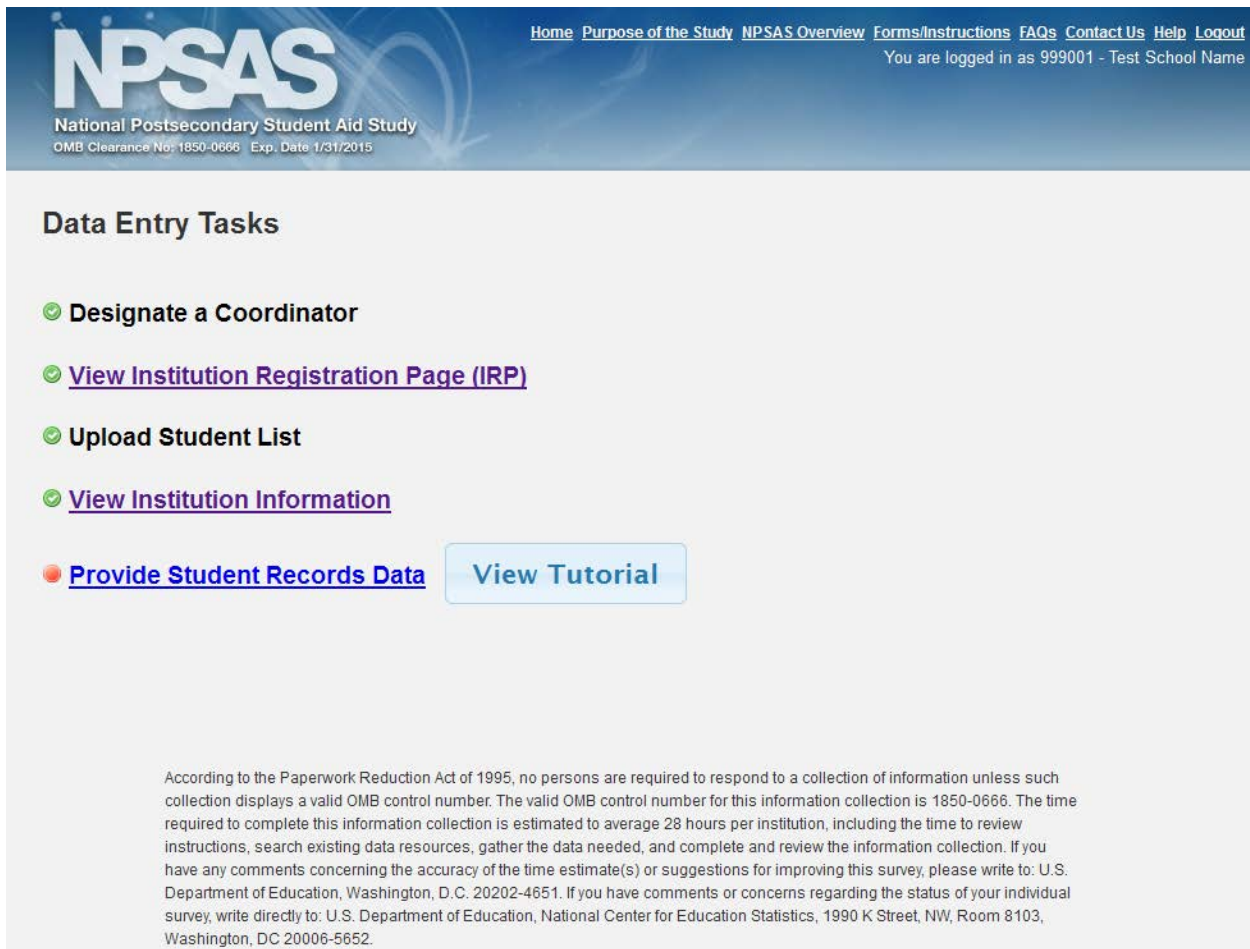 Home Purpose of the Study NPSAS Overview Forms/Instructions FAQs Contact Us Help Logout
You are logged in as 999001 - Test School Name
NPSAS
National Postsecondary Student Aid Study
OMB Clearance No: 1850-0666 Exp. Date 1/31/2015
Data Entry Tasks
Designate a Coordinator
View Institution Registration Page (IRP)
Upload Student List
View Institution Information
Provide Student Records Data View Tutorial
According to the Paperwork Reduction Act of 1995, no persons are required to respond to a collection of information unless such
collection displays a valid OMB control number. The valid OMB control number for this information collection is 1850-0666. The time
required to complete this information collection is estimated to average 28 hours per institution, including the time to review
instructions, search existing data resources, gather the data needed, and complete and review the information collection. If you
have any comments concerning the accuracy of the time estimate(s) or suggestions for improving this survey, please write to: U.S.
Department of Education, Washington, D.C. 20202-4651. If you have comments or concerns regarding the status of your individual
survey, write directly to: U.S. Department of Education, National Center for Education Statistics, 1990 K Street, NW, Room 8103,
Washington, DC 20006-5652.